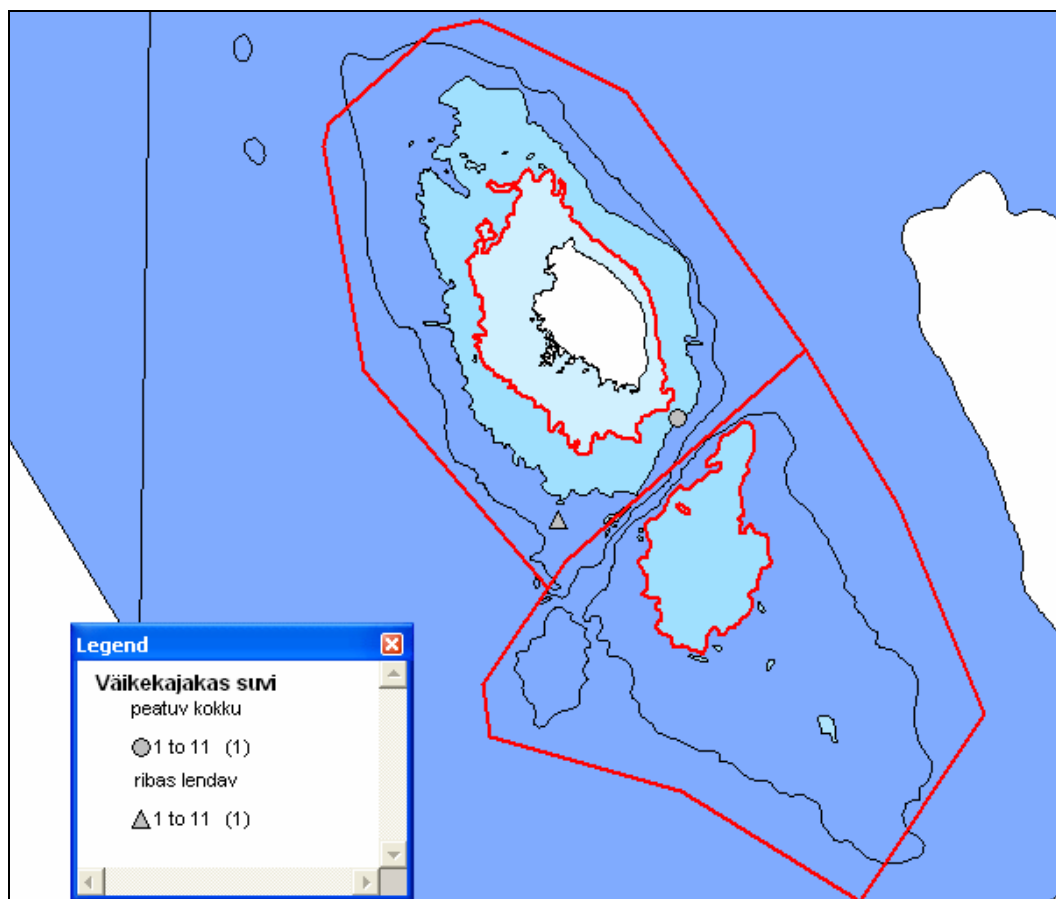 Legend
Väikekajakas suvi
peatuv kokku
1 to 11 (1)
ribas lendav
1 to 11 (1)